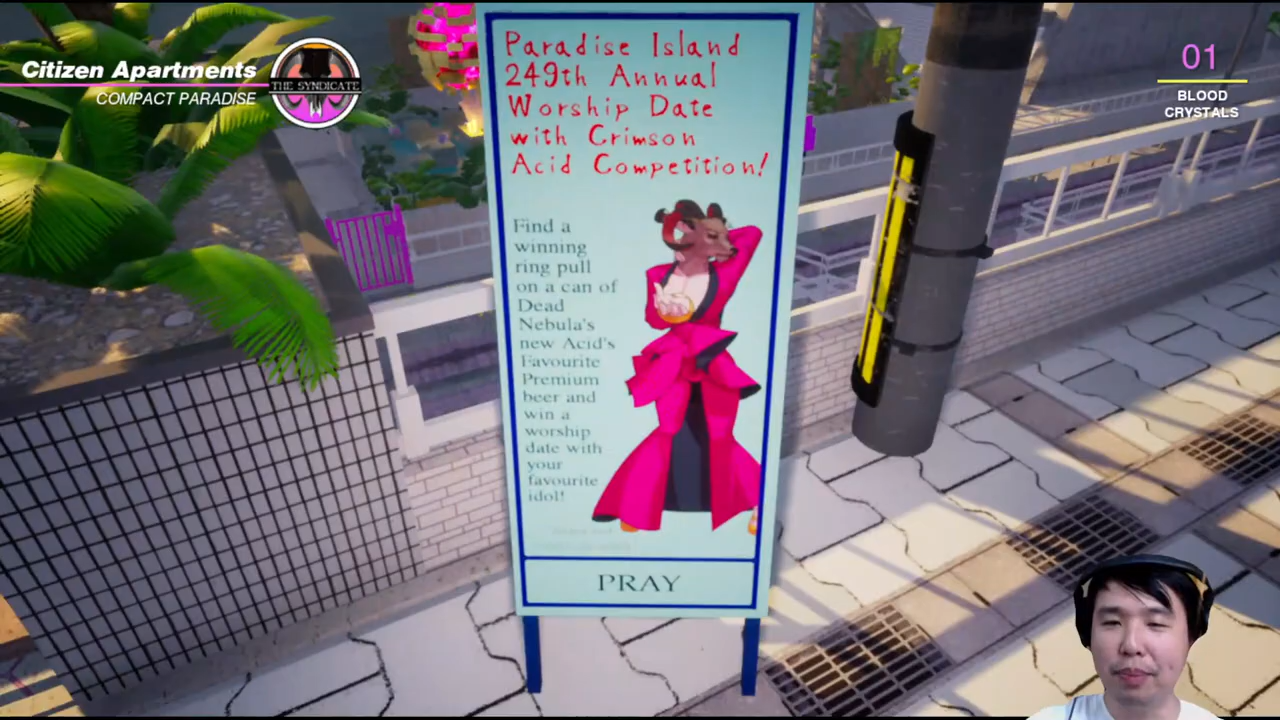 Citizen Apartments
COMPACT PARADISE
THE SYNDICATE
01
BLOOD
CRYSTALS
Paradise Island
249th Annual
Worship Date
with Crimson
Acid Competition!
Find a
winning
ring pull
on a can of
Dead
Nebula's
new Acid's
Favourite
Premium
beer and
win a
worship
date with
your
favourite
idol!
PRAY